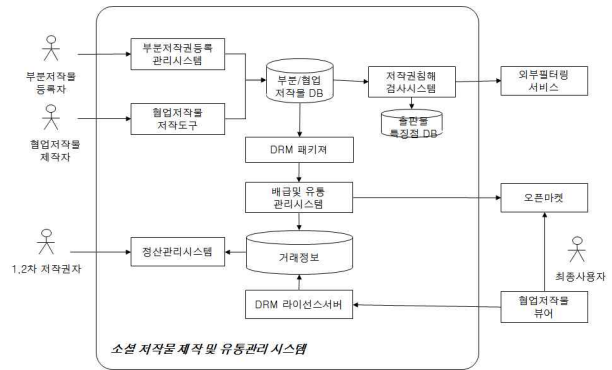 부분저작물
등록자
부분저작권등록
관리시스템
부분/협업
저작물 DB
저작권침해
검사시스템
외부필터링
서비스
협업저작물
제작자
협업저작물
저작도구
출판물
특징점 DB
DRM 패키져
배급및 유통
관리시스템
오픈마켓
1,2차 저작권자
정산관리시스템
거래정보
최종사용자
DRM 라이선스서버
협업저작물
뷰어
소셜 저작물 제작 및 유통관리 시스템